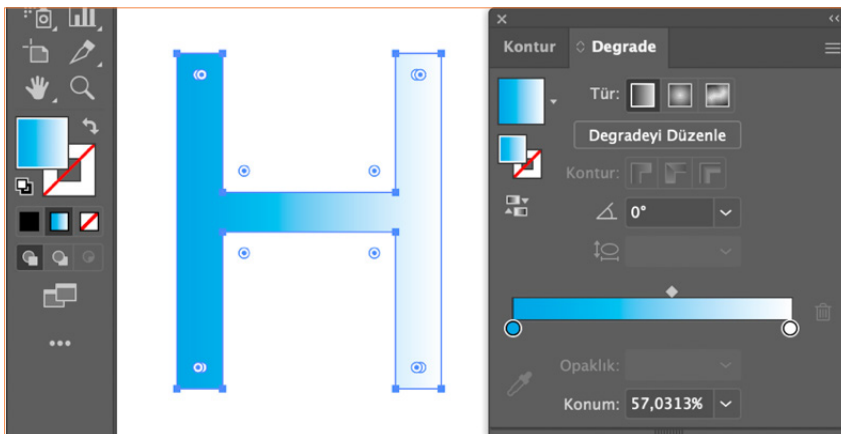 Kontur
Degrade
Tür:
Degradeyi Düzenle
Kontur:
0°
Opaklık:
Konum: 57,0313%